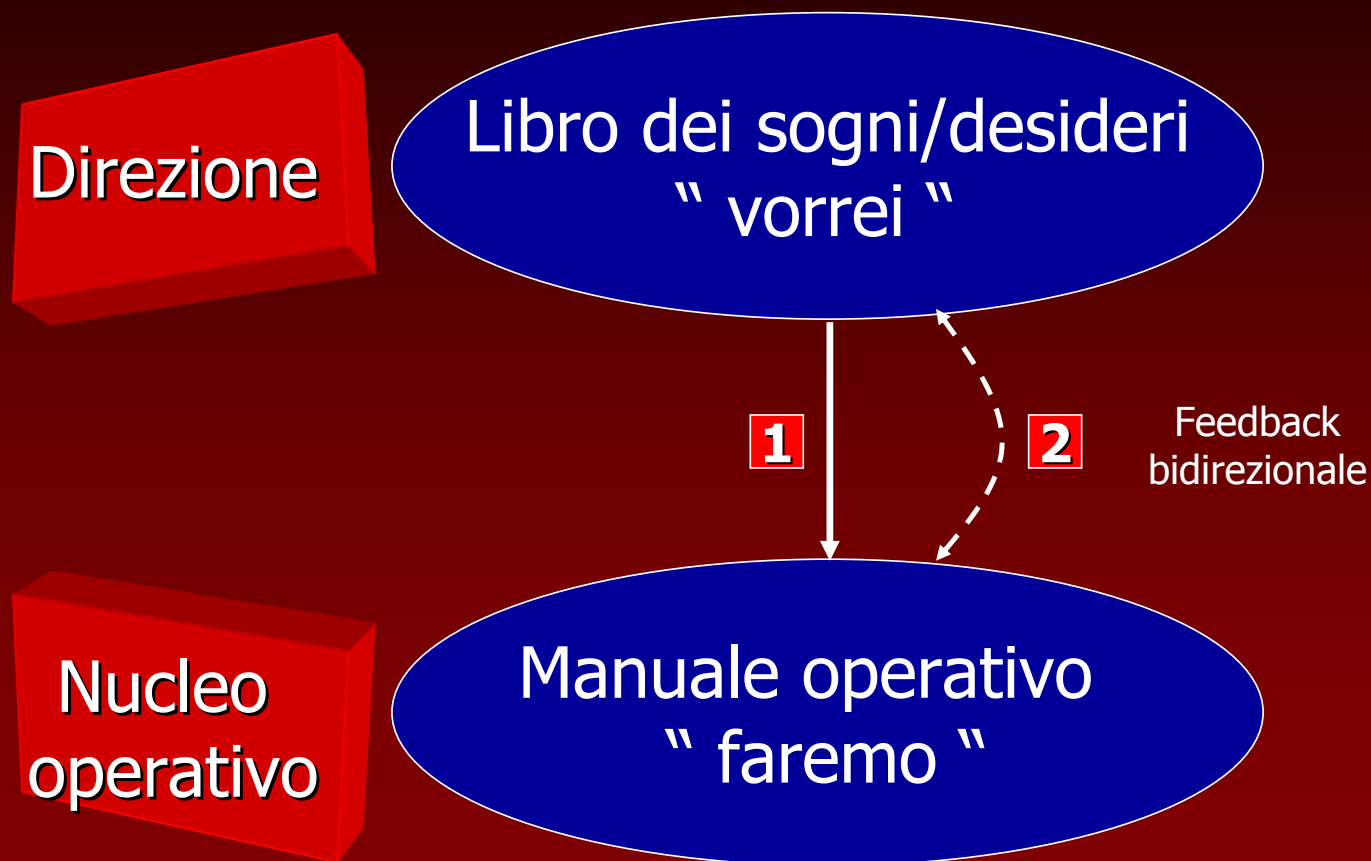 Direzione
Libro dei sogni/desideri
“ vorrei “
1
2
Feedback
bidirezionale
Nucleo
operativo
Manuale operativo
“ faremo “